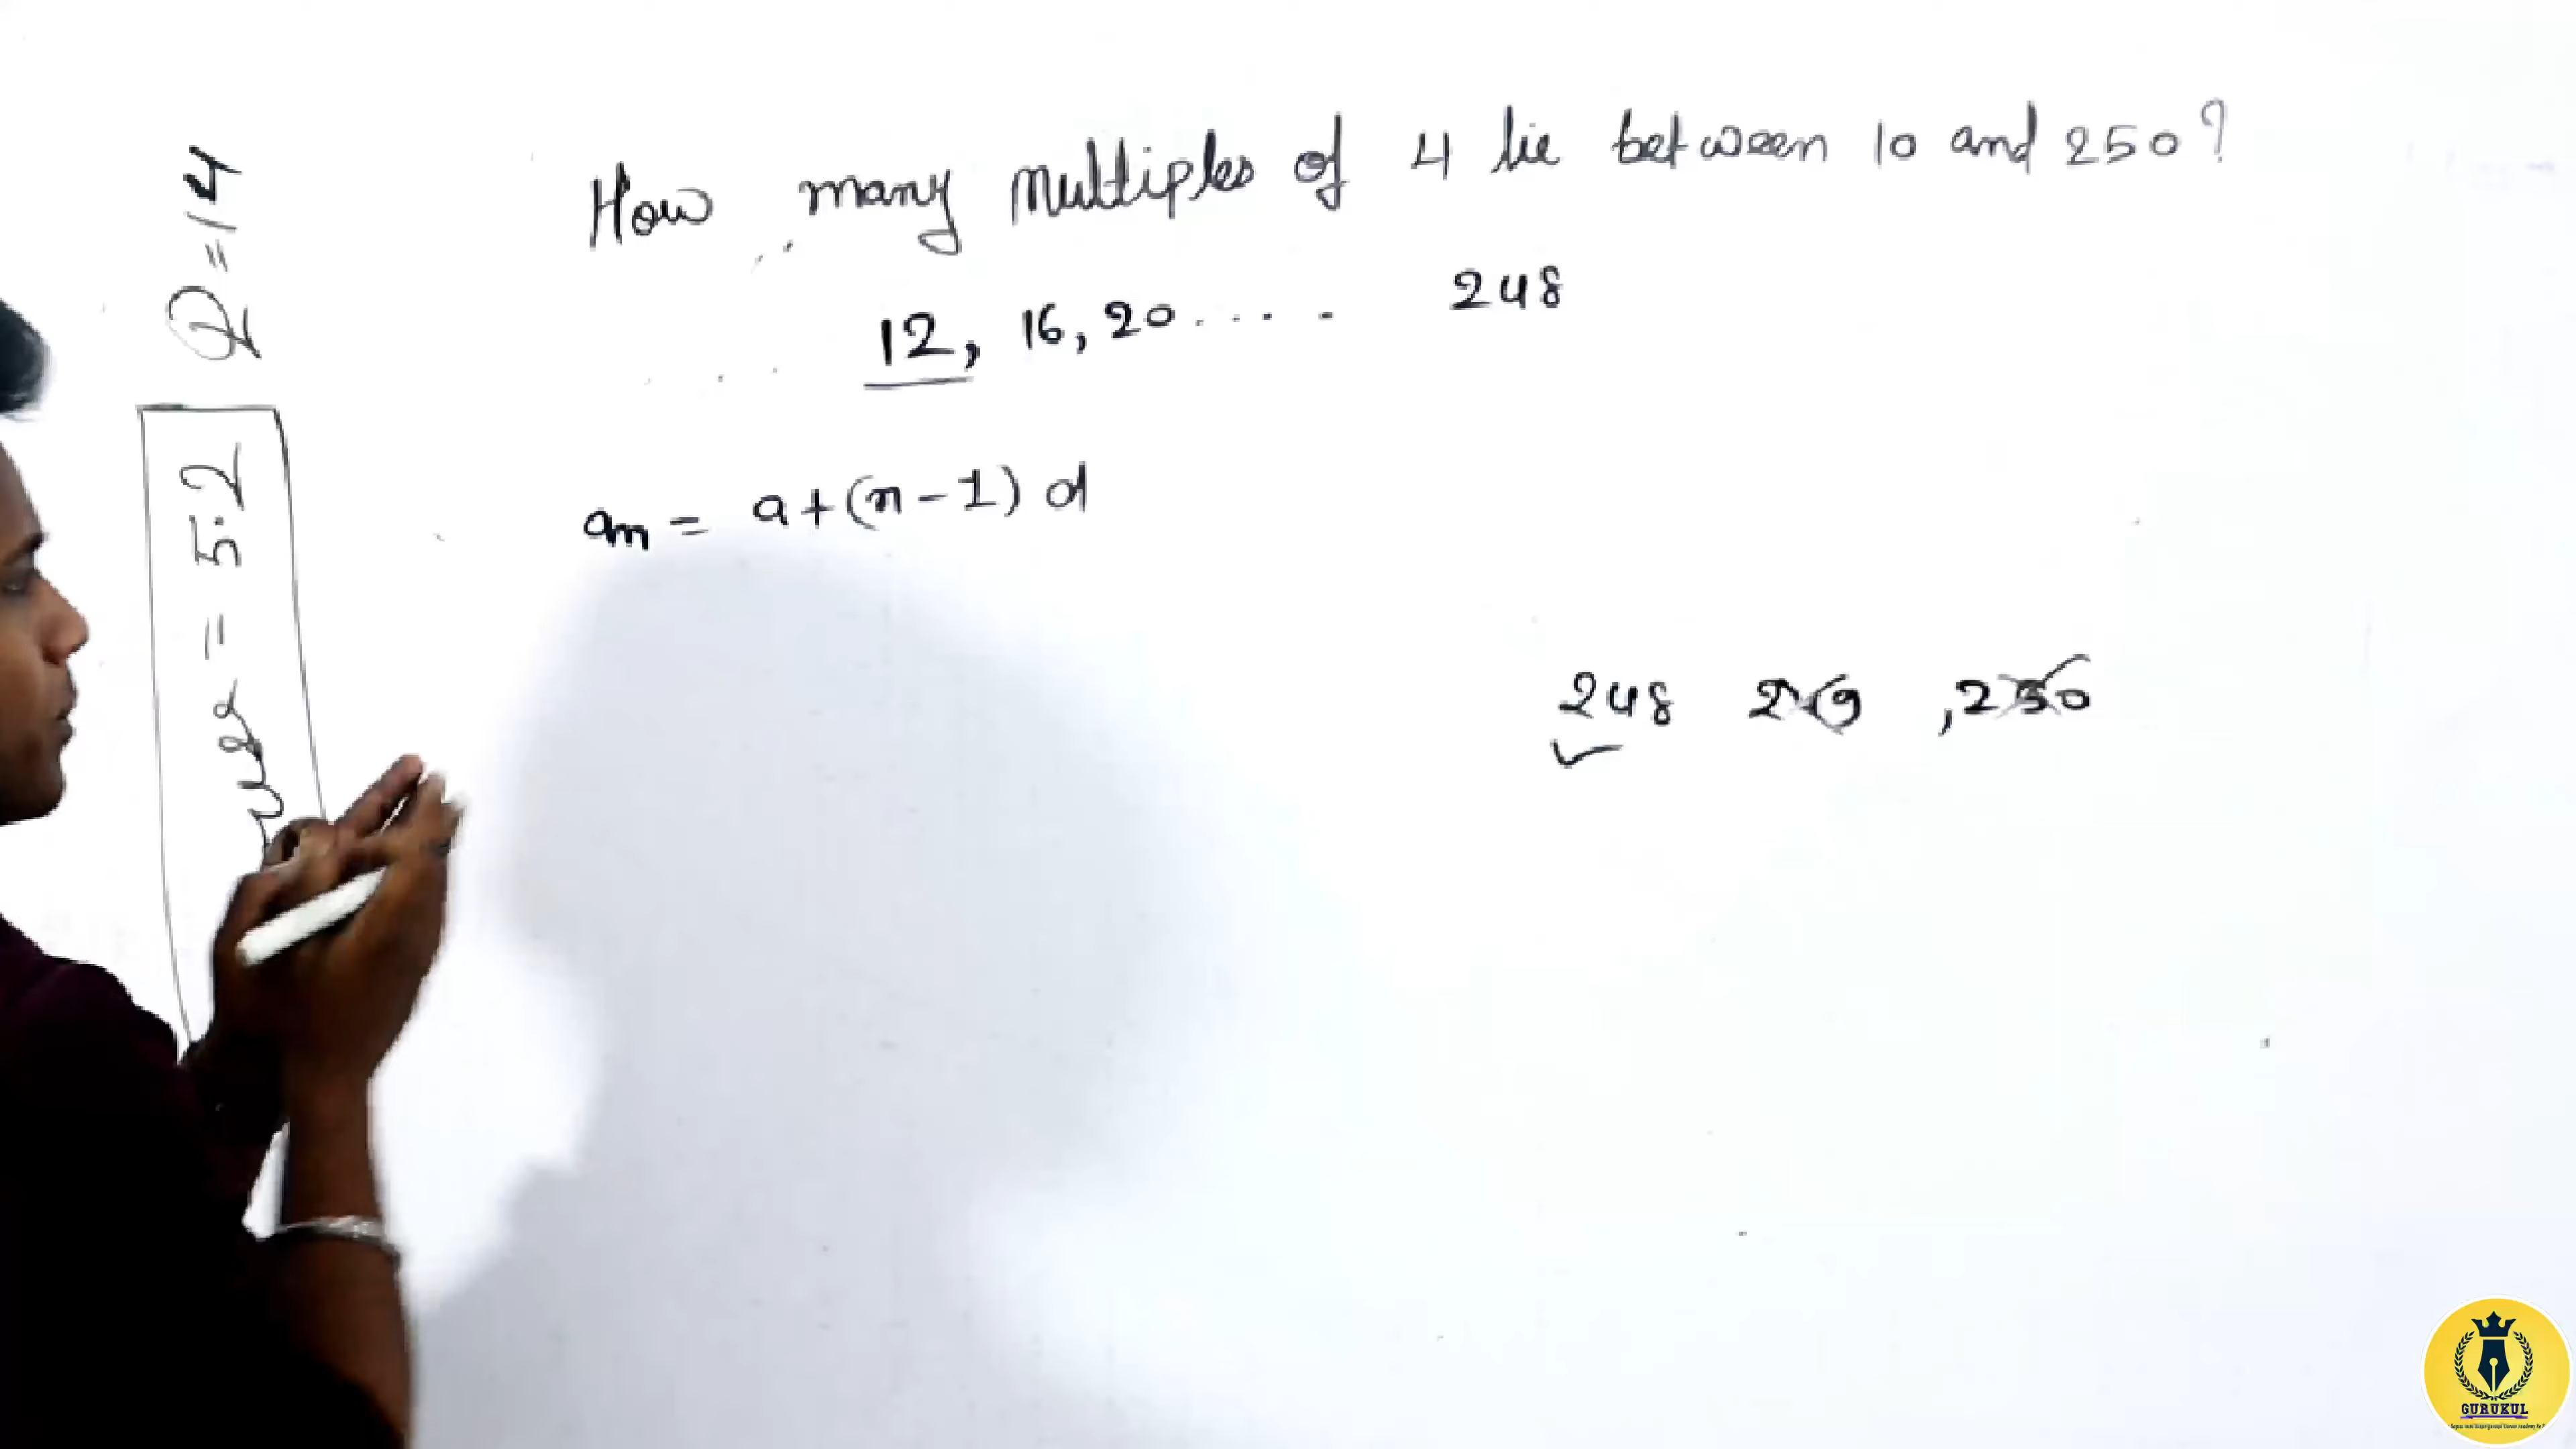 How many multiples of 4 lie between 10 and 250?
12, 16, 20 . . . . . 248
an = a+(n-1) d
248 249 , 250
Q=14
= 5.2
GURUKUL